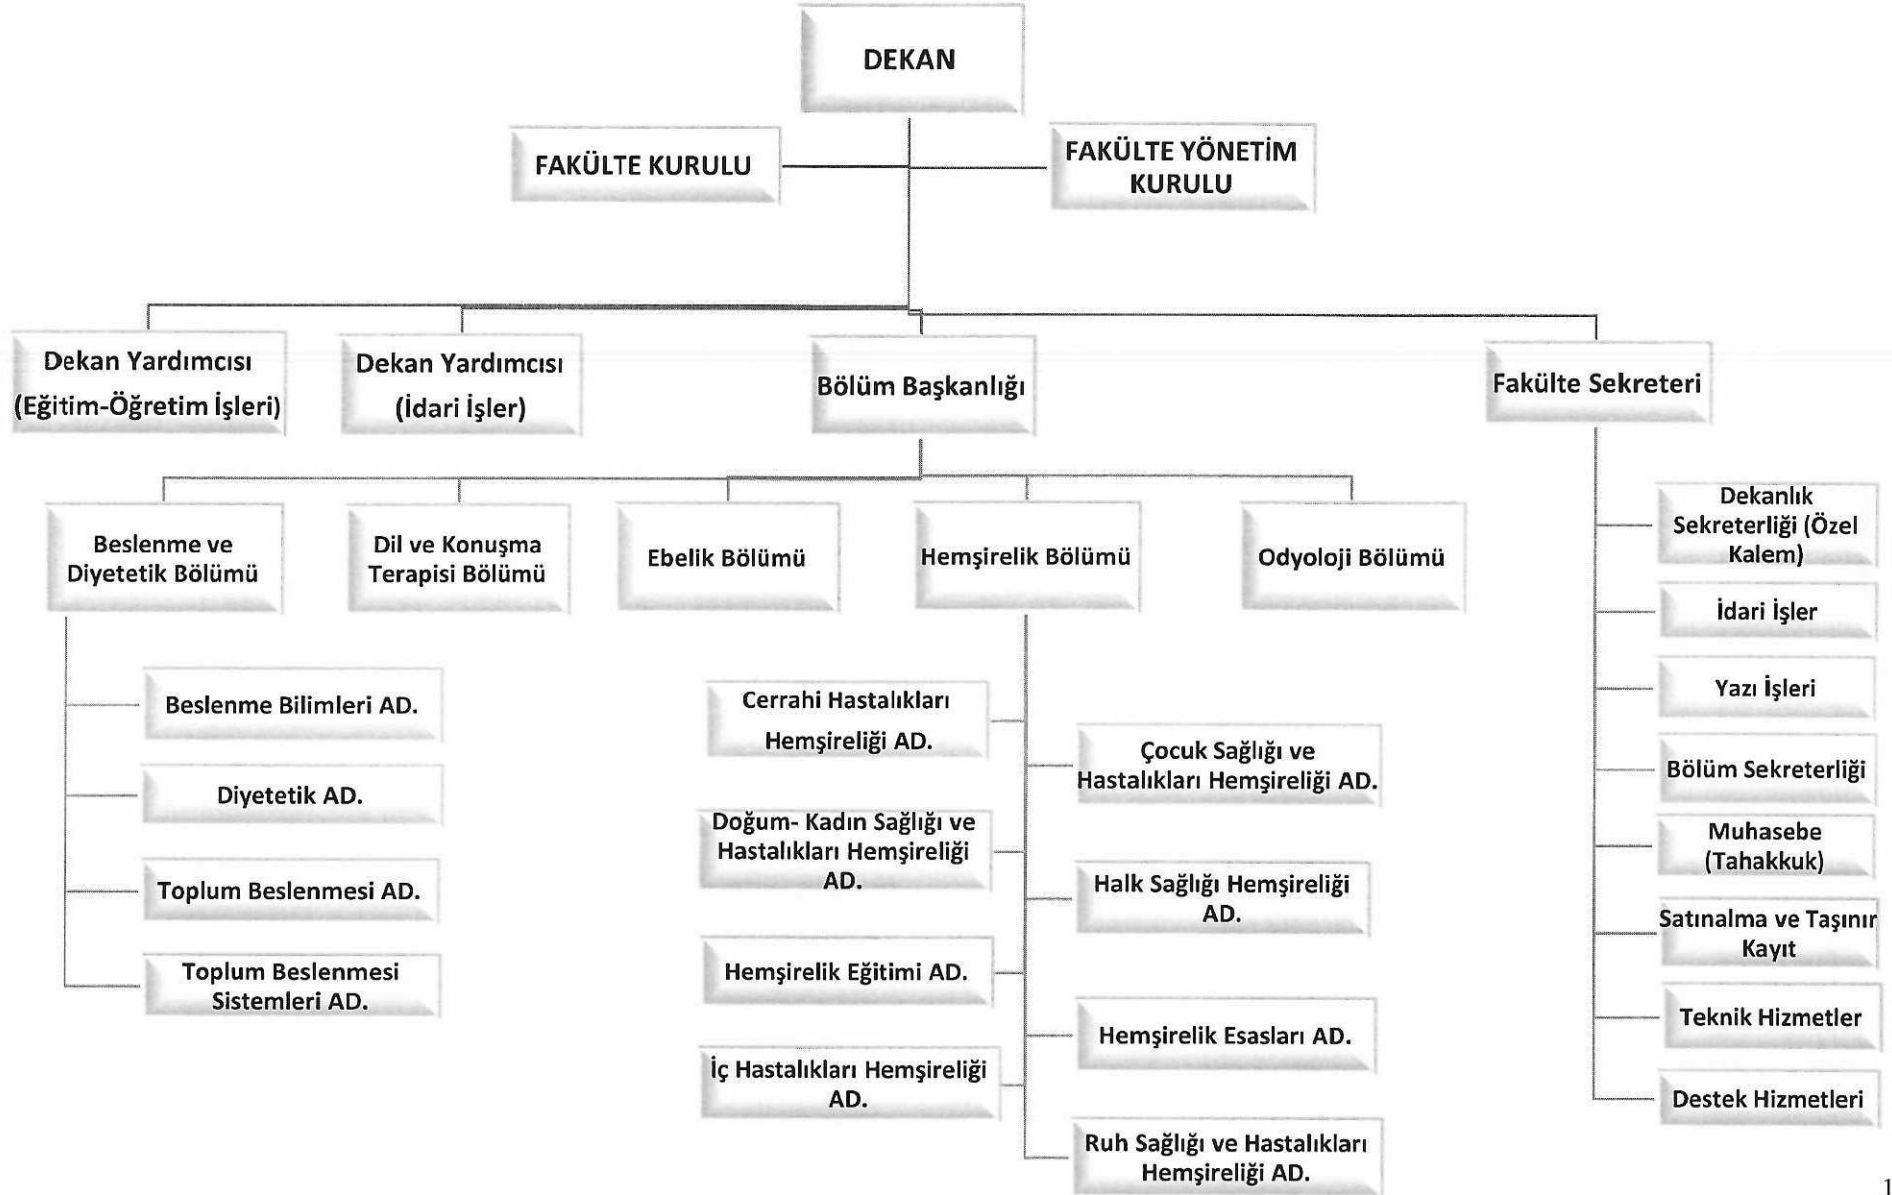 DEKAN
FAKÜLTE KURULU
FAKÜLTE YÖNETİM
KURULU
Dekan Yardımcısı
(Eğitim-Öğretim İşleri)
Dekan Yardımcısı
(İdari İşler)
Bölüm Başkanlığı
Fakülte Sekreteri
Beslenme ve
Diyetetik Bölümü
Dil ve Konuşma
Terapisi Bölümü
Ebelik Bölümü
Hemşirelik Bölümü
Odyoloji Bölümü
Beslenme Bilimleri AD.
Diyetetik AD.
Toplum Beslenmesi AD.
Toplum Beslenmesi
Sistemleri AD.
Cerrahi Hastalıkları
Hemşireliği AD.
Çocuk Sağlığı ve
Hastalıkları Hemşireliği AD.
Doğum- Kadın Sağlığı ve
Hastalıkları Hemşireliği
AD.
Halk Sağlığı Hemşireliği
AD.
Hemşirelik Eğitimi AD.
Hemşirelik Esasları AD.
İç Hastalıkları Hemşireliği
AD.
Ruh Sağlığı ve Hastalıkları
Hemşireliği AD.
Dekanlık
Sekreterliği (Özel
Kalem)
İdari İşler
Yazı İşleri
Bölüm Sekreterliği
Muhasebe
(Tahakkuk)
Satınalma ve Taşınır
Kayıt
Teknik Hizmetler
Destek Hizmetleri
1